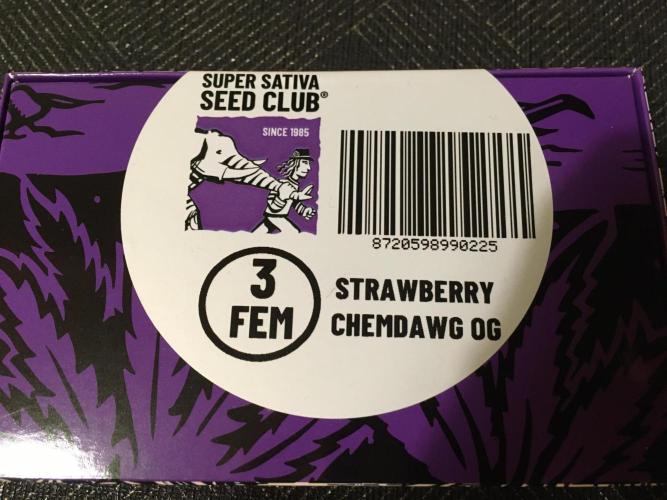 SUPER SATIVA
SEED CLUB®
SINCE 1985
8720598990225
3
FEM
STRAWBERRY
CHEMDAWG OG